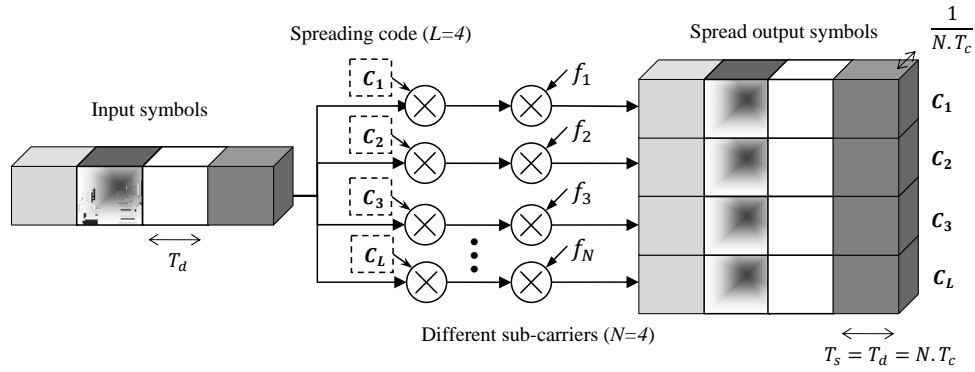 Spreading code (L=4)
Spread output symbols
1
N.T_c
Input symbols
C_1
f_1
C_1
C_2
f_2
C_2
C_3
f_3
C_3
T_d
C_L
f_N
C_L
Different sub-carriers (N=4)
T_s = T_d = N.T_c